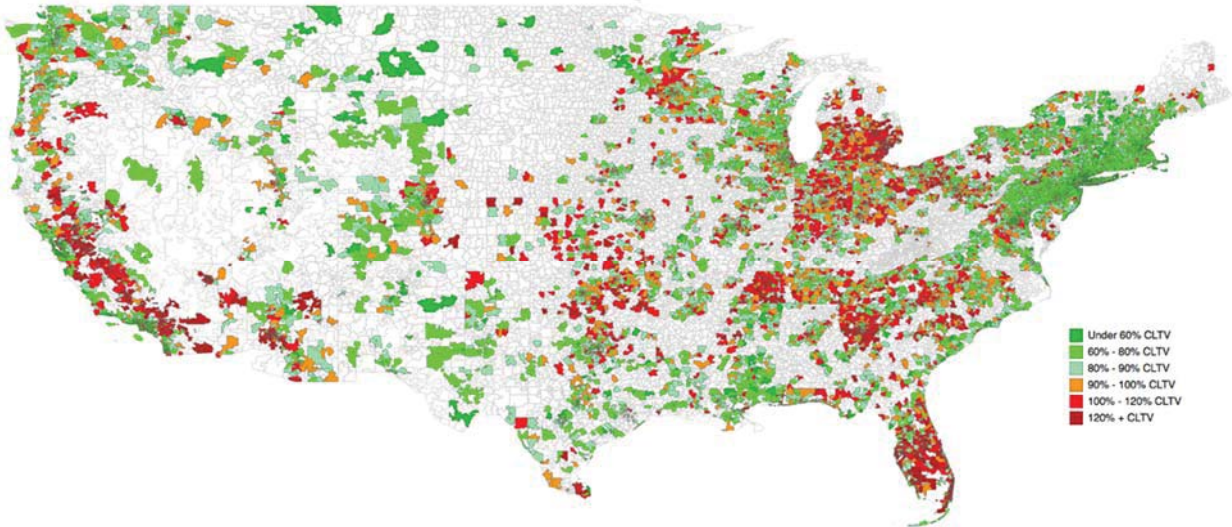 Under 60% CLTV
60% - 80% CLTV
80% - 90% CLTV
90% - 100% CLTV
100% - 120% CLTV
120% + CLTV